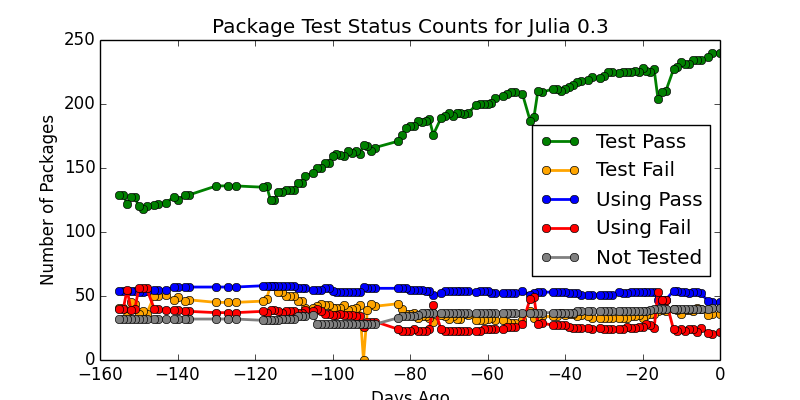 Package Test Status Counts for Julia 0.3
Number of Packages
250
200
150
100
50
0
Test Pass
Test Fail
Using Pass
Using Fail
Not Tested
−160 −140 −120 −100 −80 −60 −40 −20 0
Days Ago